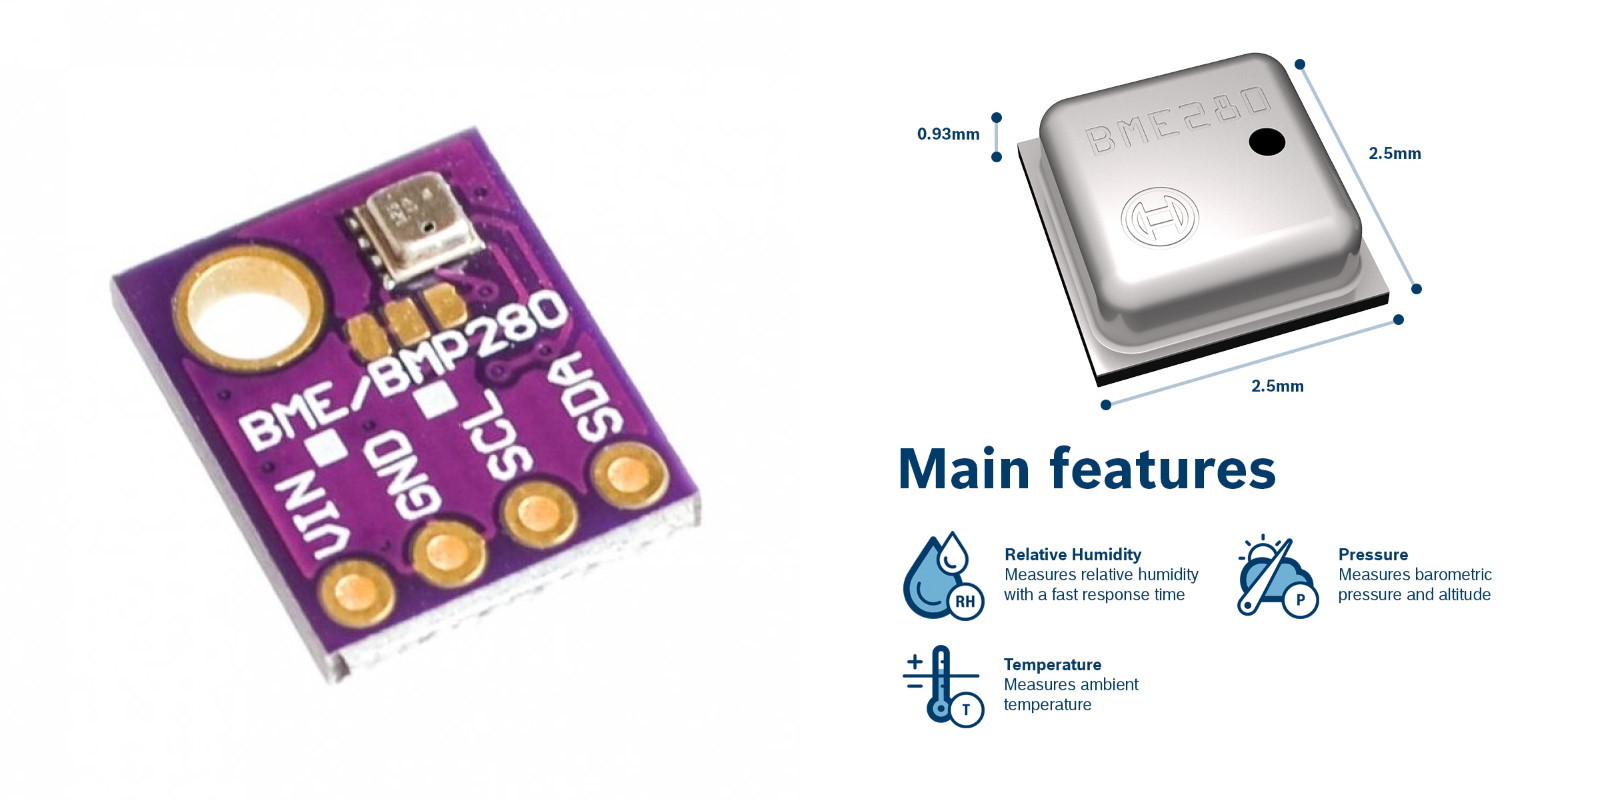 BME/BMP280
VIN
GND
SCL
SDA
BME280
0.93mm
2.5mm
2.5mm
Main features
RH
Relative Humidity
Measures relative humidity
with a fast response time
P
Pressure
Measures barometric
pressure and altitude
T
Temperature
Measures ambient
temperature